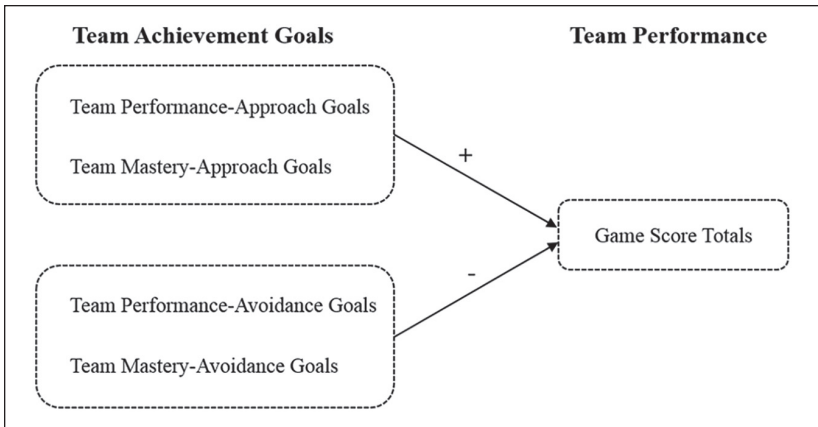 Team Achievement Goals
Team Performance
Team Performance-Approach Goals
Team Mastery-Approach Goals
+
Game Score Totals
-
Team Performance-Avoidance Goals
Team Mastery-Avoidance Goals